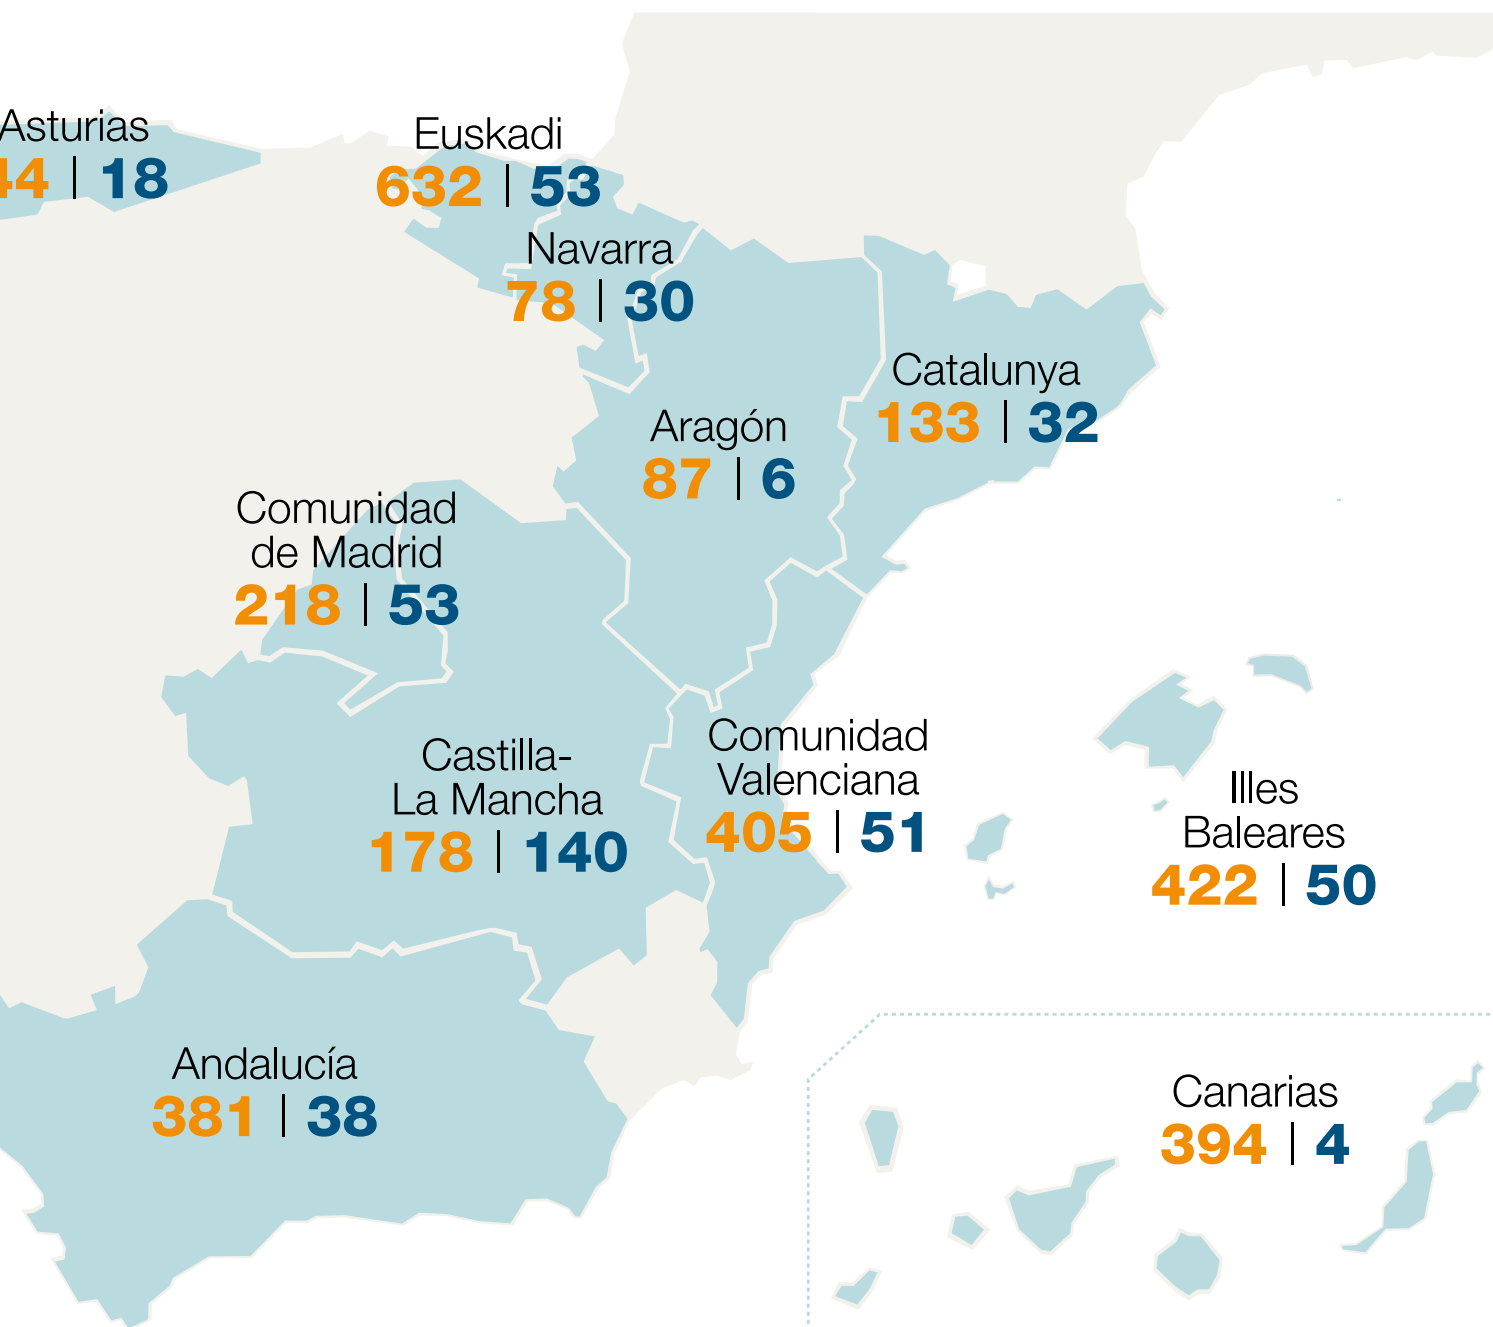 Asturias
44 | 18
Euskadi
632 | 53
Navarra
78 | 30
Catalunya
133 | 32
Aragón
87 | 6
Comunidad
de Madrid
218 | 53
Castilla-
La Mancha
178 | 140
Comunidad
Valenciana
405 | 51
Illes
Baleares
422 | 50
Andalucía
381 | 38
Canarias
394 | 4